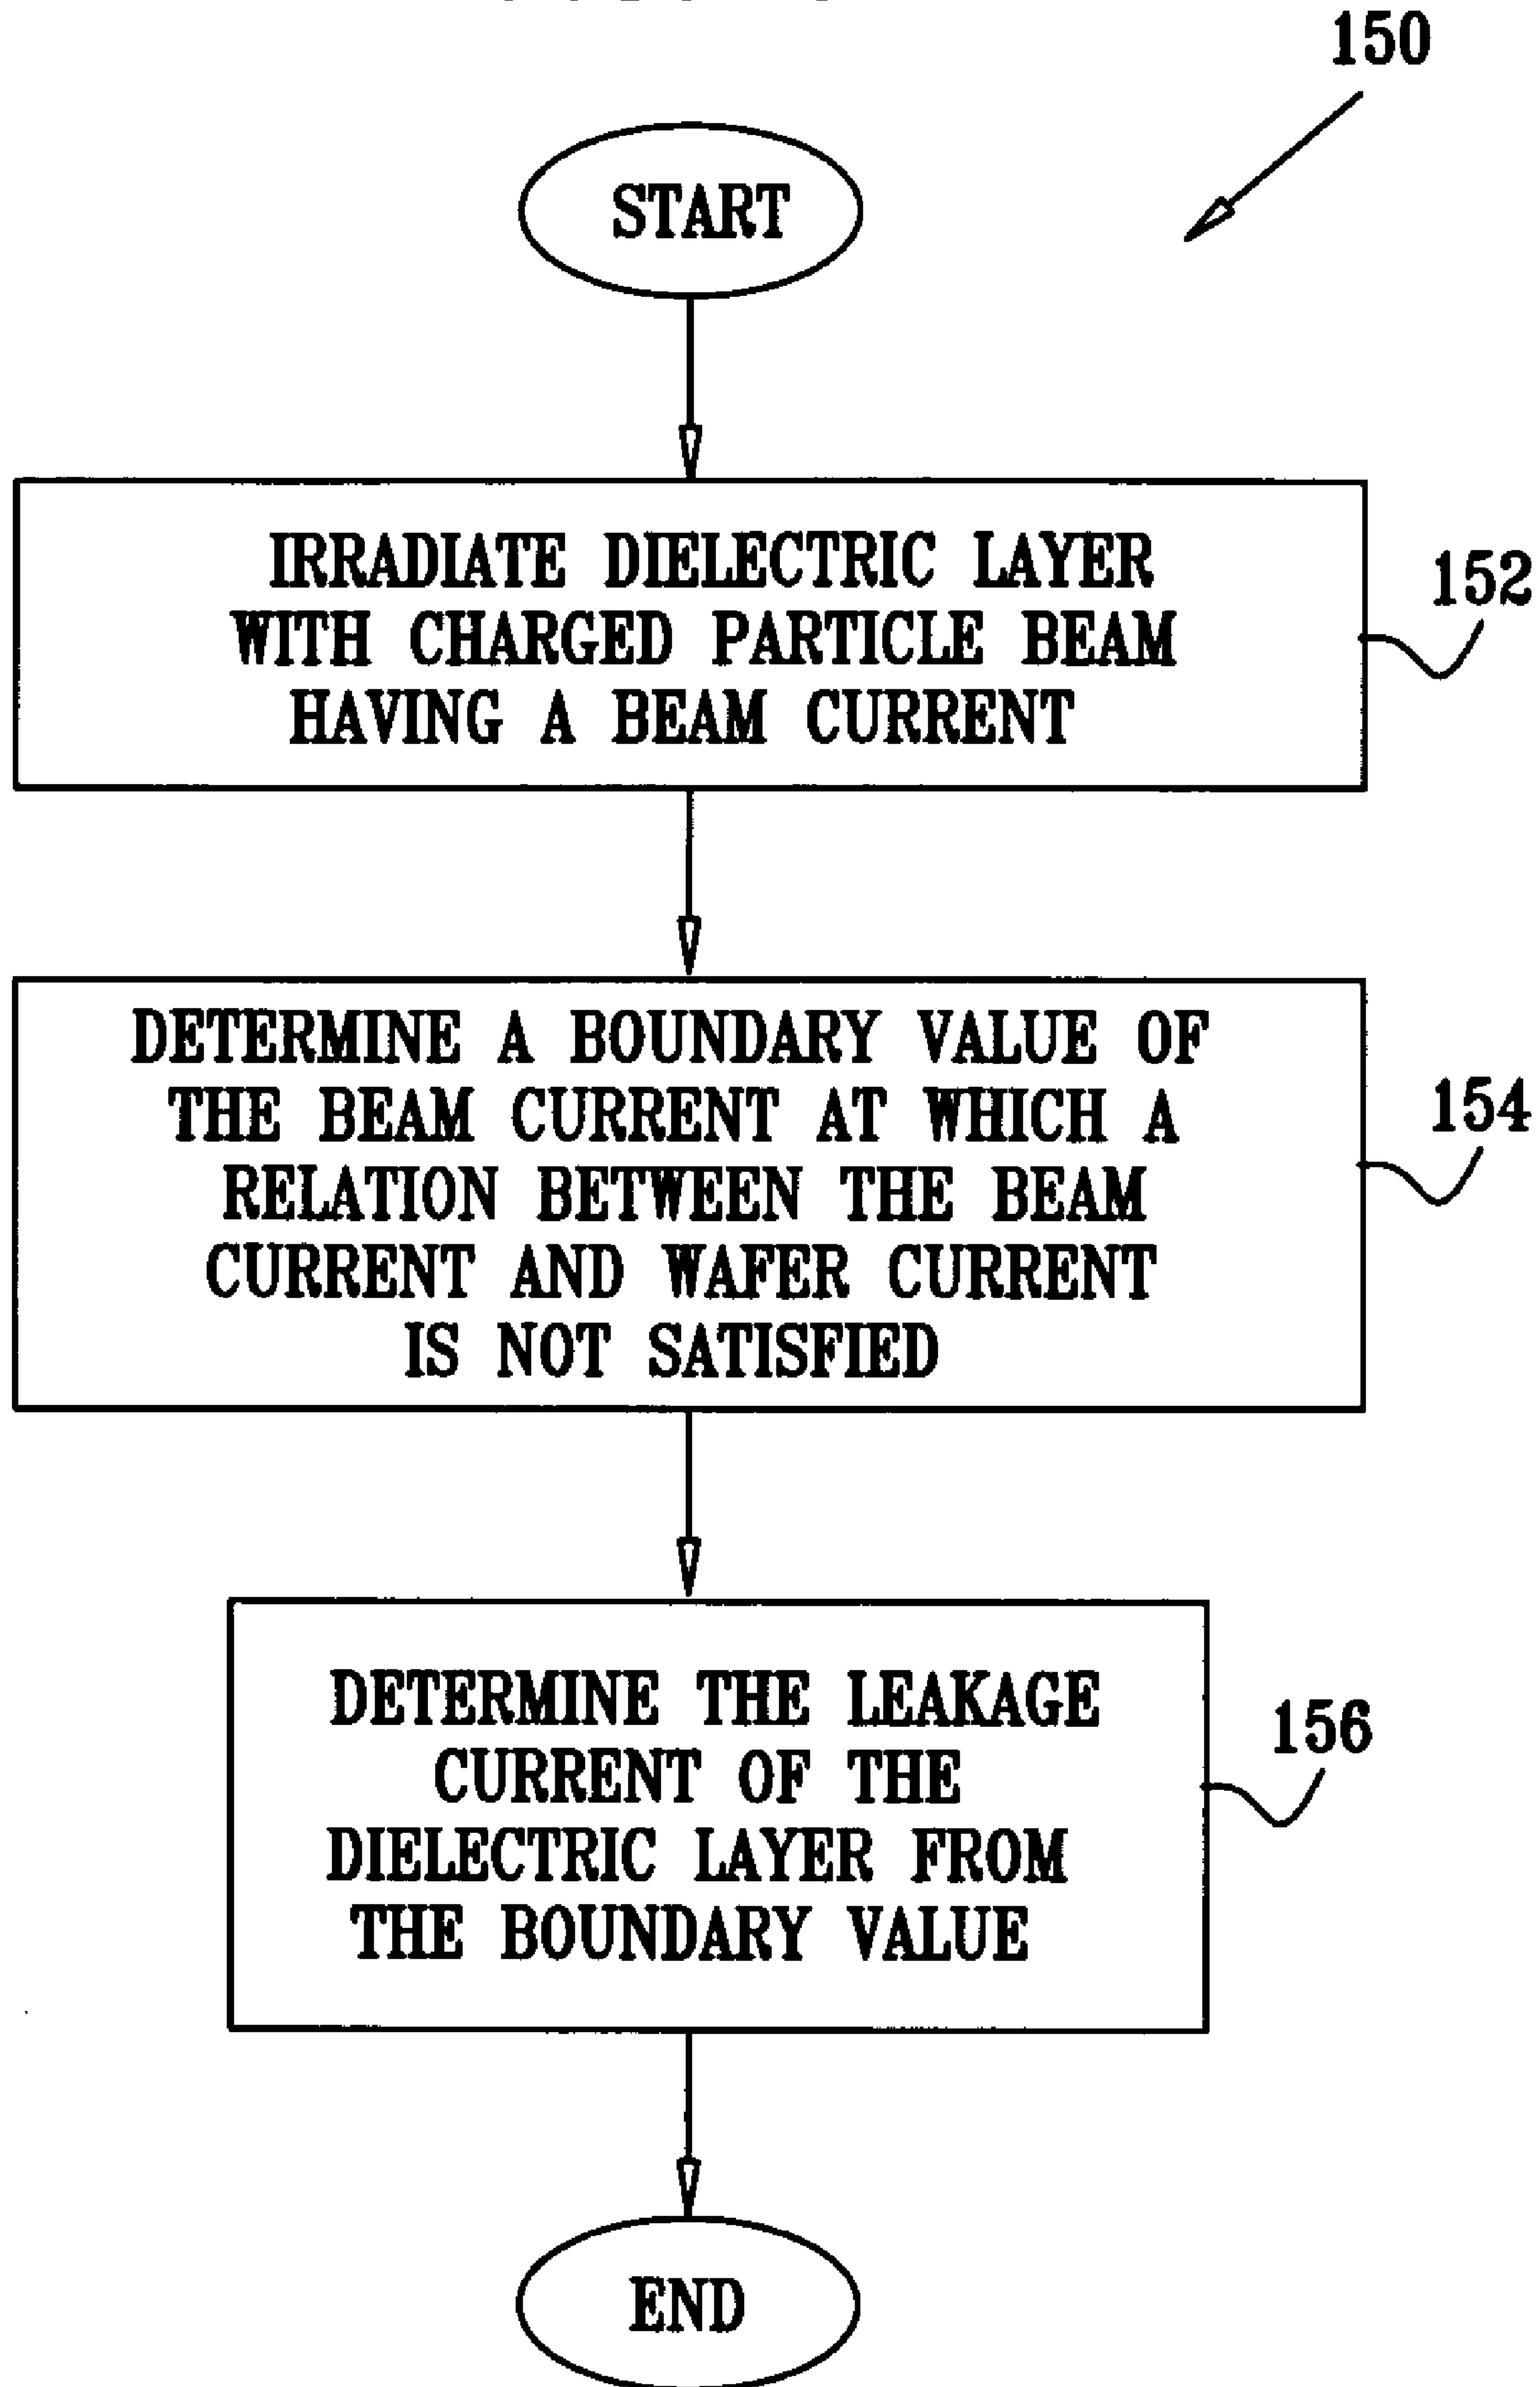 150
START
IRRADIATE DIELECTRIC LAYER
WITH CHARGED PARTICLE BEAM
HAVING A BEAM CURRENT
152
DETERMINE A BOUNDARY VALUE OF
THE BEAM CURRENT AT WHICH A
RELATION BETWEEN THE BEAM
CURRENT AND WAFER CURRENT
IS NOT SATISFIED
154
DETERMINE THE LEAKAGE
CURRENT OF THE
DIELECTRIC LAYER FROM
THE BOUNDARY VALUE
156
END